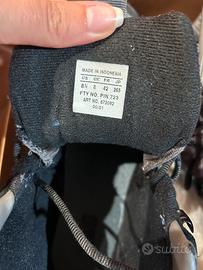 MADE IN INDONESIA
US UK FR JP
8½ 8 42 265
FTY NO. PIN 723
ART NO. 672092
00/01
Subito